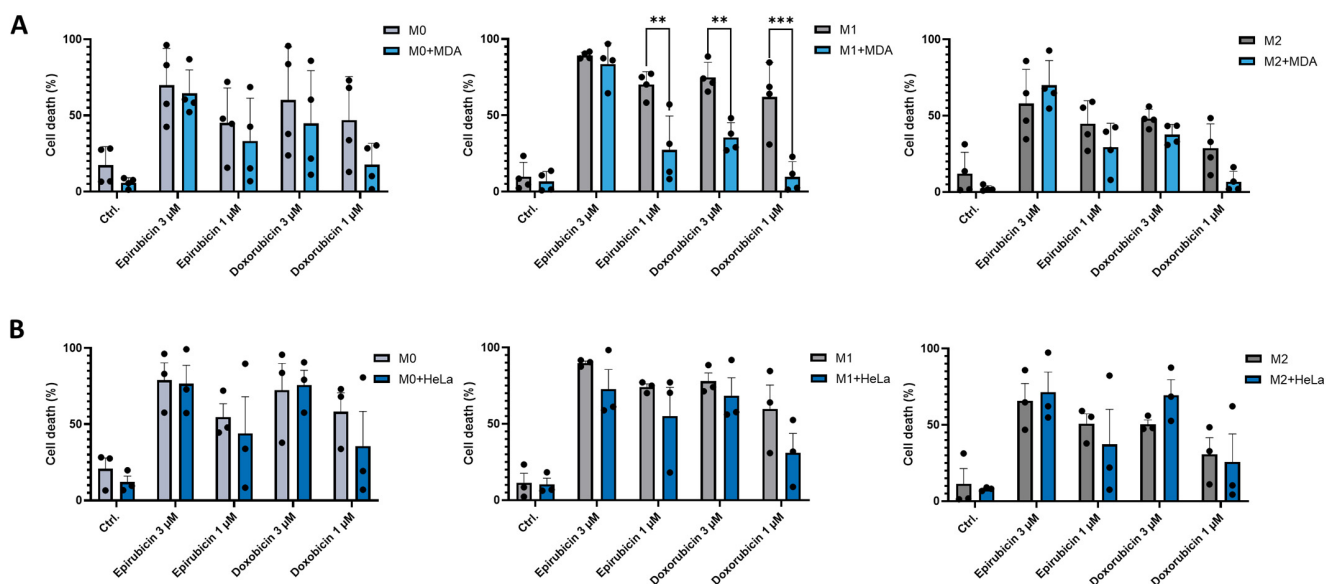 A
M0
M0+MDA
Cell death (%)
100
50
0
Ctrl.
Epirubicin 3 µM
Epirubicin 1 µM
Doxorubicin 3 µM
Doxorubicin 1 µM
** ** ***
M1
M1+MDA
Cell death (%)
100
50
0
Ctrl.
Epirubicin 3 µM
Epirubicin 1 µM
Doxorubicin 3 µM
Doxorubicin 1 µM
M2
M2+MDA
Cell death (%)
100
50
0
Ctrl.
Epirubicin 3 µM
Epirubicin 1 µM
Doxorubicin 3 µM
Doxorubicin 1 µM
B
M0
M0+HeLa
Cell death (%)
100
50
0
Ctrl.
Epirubicin 3 µM
Epirubicin 1 µM
Doxobicin 3 µM
Doxobicin 1 µM
M1
M1+HeLa
Cell death (%)
100
50
0
Ctrl.
Epirubicin 3 µM
Epirubicin 1 µM
Doxorubicin 3 µM
Doxorubicin 1 µM
M2
M2+HeLa
Cell death (%)
100
50
0
Ctrl.
Epirubicin 3 µM
Epirubicin 1 µM
Doxorubicin 3 µM
Doxorubicin 1 µM